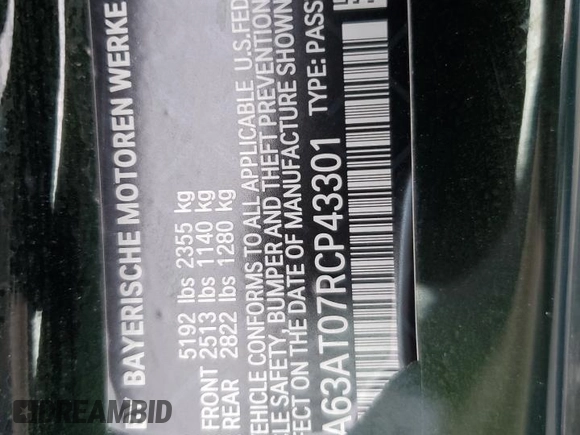 BAYERISCHE MOTOREN WERKE
5192 lbs 2355 kg
FRONT 2513 lbs 1140 kg
REAR 2822 lbs 1280 kg
VEHICLE CONFORMS TO ALL APPLICABLE U.S.FED
SAFETY, BUMPER AND THEFT PREVENTION
ON THE DATE OF MANUFACTURE SHOWN
A63AT07RCP43301 TYPE: PASS
DREAMBID